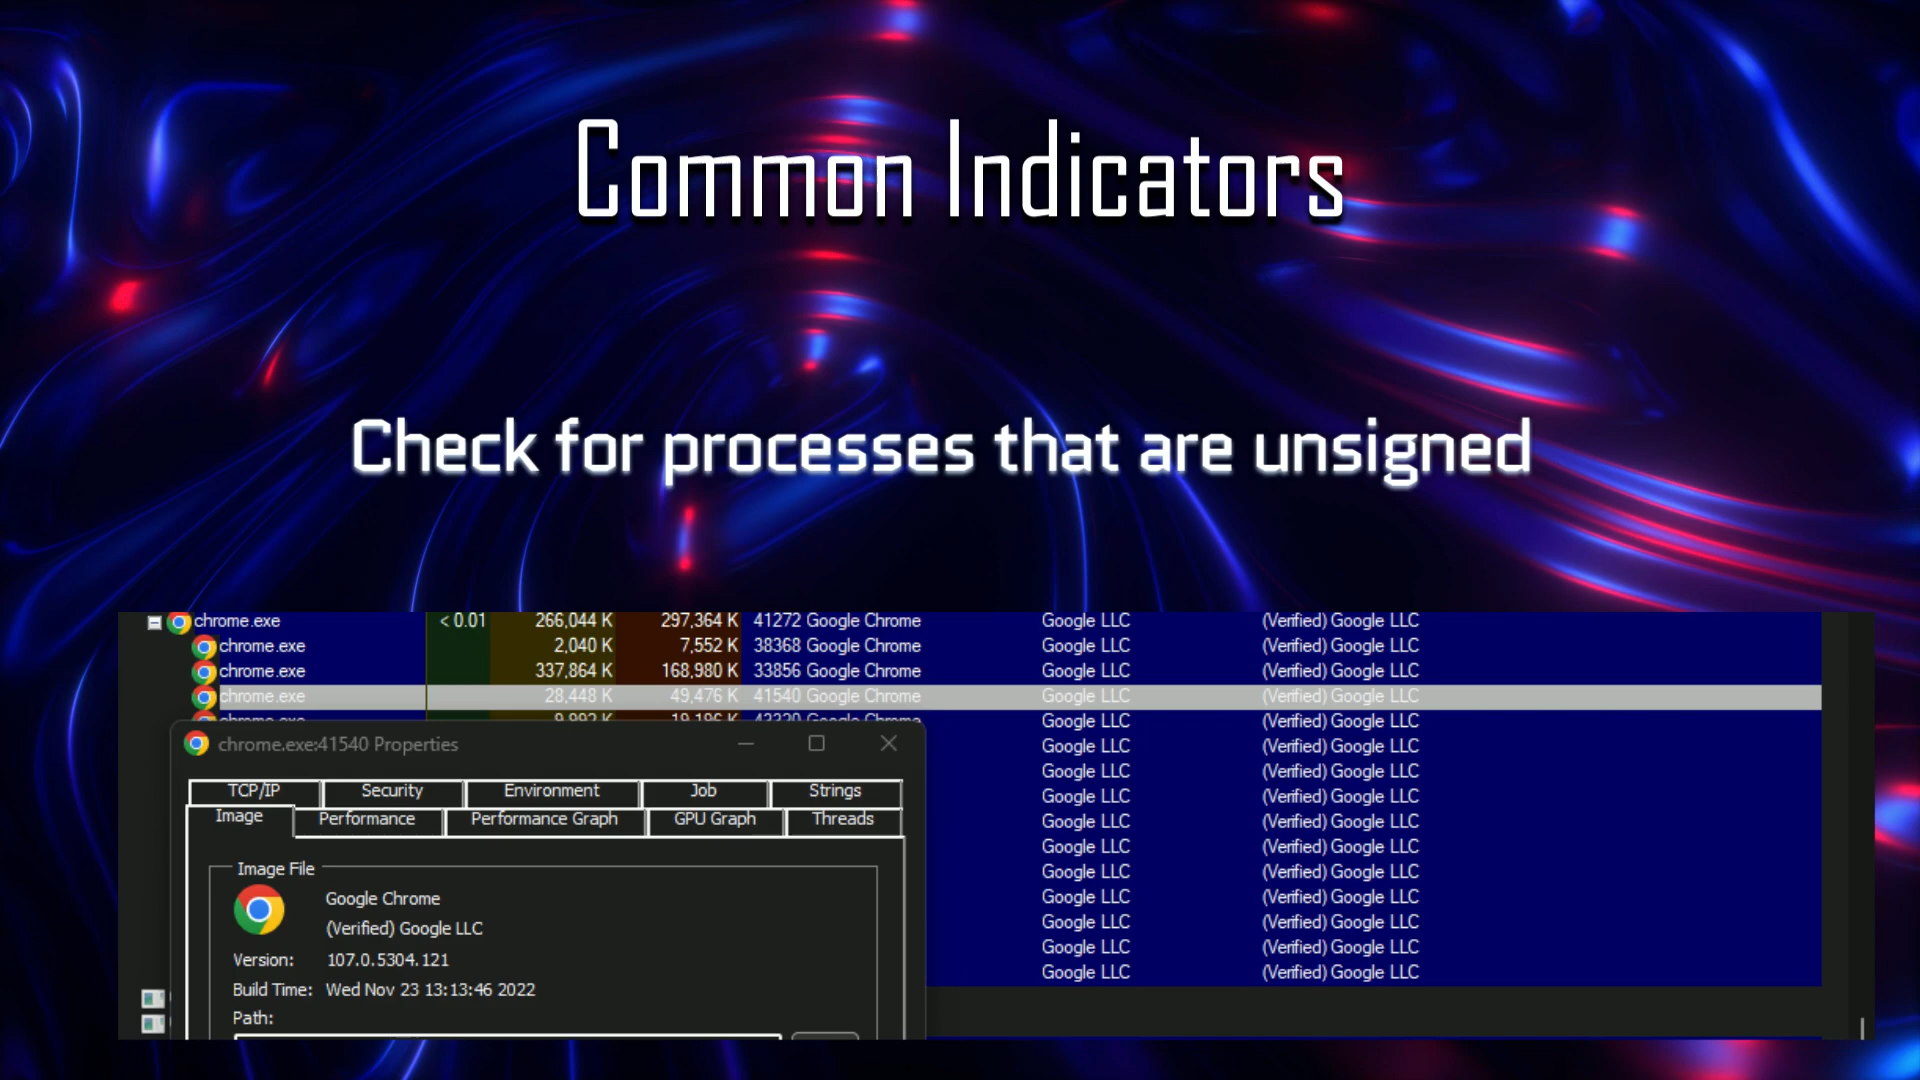 Common Indicators
Check for processes that are unsigned
chrome.exe < 0.01 266,044 K 297,364 K 41272 Google Chrome Google LLC (Verified) Google LLC
chrome.exe 2,040 K 7,552 K 38368 Google Chrome Google LLC (Verified) Google LLC
chrome.exe 337,864 K 168,980 K 33856 Google Chrome Google LLC (Verified) Google LLC
chrome.exe 28,448 K 49,476 K 41540 Google Chrome Google LLC (Verified) Google LLC
chrome.exe 9,992 K 19,196 K Google Chrome Google LLC (Verified) Google LLC
Google LLC (Verified) Google LLC
Google LLC (Verified) Google LLC
Google LLC (Verified) Google LLC
Google LLC (Verified) Google LLC
Google LLC (Verified) Google LLC
Google LLC (Verified) Google LLC
Google LLC (Verified) Google LLC
Google LLC (Verified) Google LLC
Google LLC (Verified) Google LLC
Google LLC (Verified) Google LLC
chrome.exe:41540 Properties
TCP/IP Security Environment Job Strings
Image Performance Performance Graph GPU Graph Threads
Image File
Google Chrome
(Verified) Google LLC
Version: 107.0.5304.121
Build Time: Wed Nov 23 13:13:46 2022
Path: